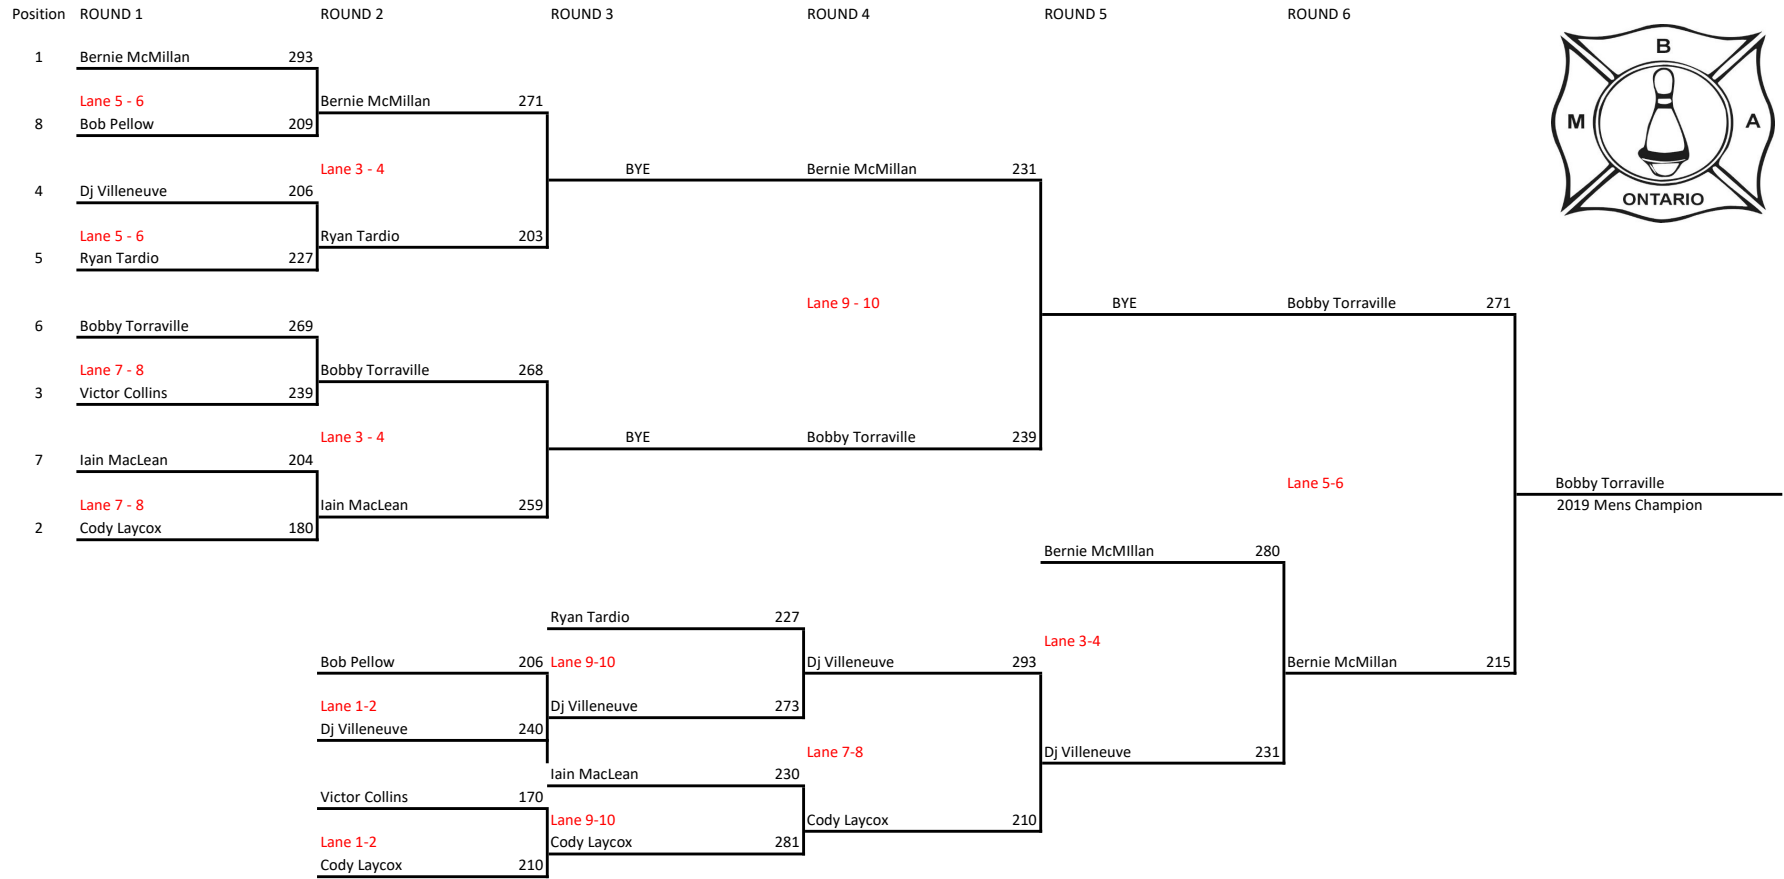 Position ROUND 1 ROUND 2 ROUND 3 ROUND 4 ROUND 5 ROUND 6
B
M A
ONTARIO
1 Bernie McMillan 293
Lane 5 - 6 Bernie McMillan 271
8 Bob Pellow 209
Lane 3 - 4 BYE Bernie McMillan 231
4 Dj Villeneuve 206
Lane 5 - 6 Ryan Tardio 203
5 Ryan Tardio 227
Lane 9 - 10 BYE Bobby Torraville 271
6 Bobby Torraville 269
Lane 7 - 8 Bobby Torraville 268
3 Victor Collins 239
Lane 3 - 4 BYE Bobby Torraville 239
7 Iain MacLean 204
Lane 5-6 Bobby Torraville
Lane 7 - 8 Iain MacLean 259 2019 Mens Champion
2 Cody Laycox 180
Bernie McMIllan 280
Ryan Tardio 227
Lane 3-4
Bob Pellow 206 Lane 9-10 Dj Villeneuve 293 Bernie McMillan 215
Lane 1-2 Dj Villeneuve 273
Dj Villeneuve 240
Lane 7-8 Dj Villeneuve 231
Iain MacLean 230
Victor Collins 170
Lane 9-10 Cody Laycox 210
Lane 1-2 Cody Laycox 281
Cody Laycox 210